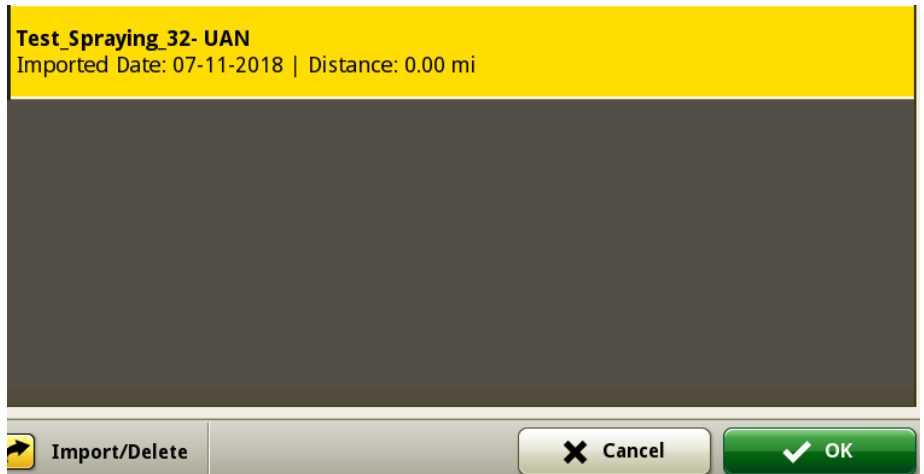 Test_Spraying_32- UAN
Imported Date: 07-11-2018 | Distance: 0.00 mi
Import/Delete
Cancel
OK